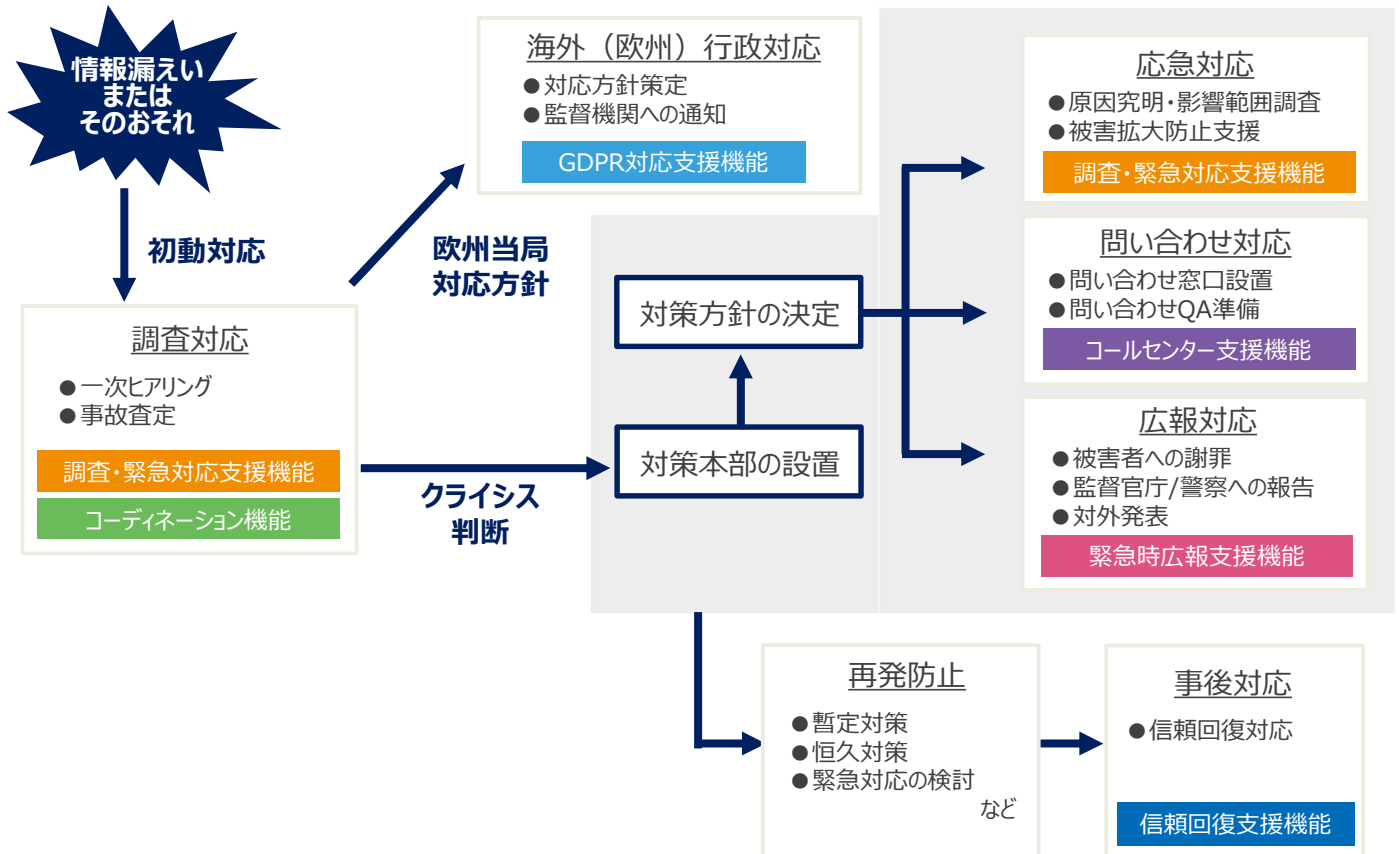 情報漏えい
または
そのおそれ
初動対応
調査対応
●一次ヒアリング
●事故査定
調査・緊急対応支援機能
コーディネーション機能
欧州当局
対応方針
海外（欧州）行政対応
●対応方針策定
●監督機関への通知
GDPR対応支援機能
クライシス
判断
対策方針の決定
対策本部の設置
応急対応
●原因究明・影響範囲調査
●被害拡大防止支援
調査・緊急対応支援機能
問い合わせ対応
●問い合わせ窓口設置
●問い合わせQA準備
コールセンター支援機能
広報対応
●被害者への謝罪
●監督官庁/警察への報告
●対外発表
緊急時広報支援機能
再発防止
●暫定対策
●恒久対策
●緊急対応の検討
など
事後対応
●信頼回復対応
信頼回復支援機能